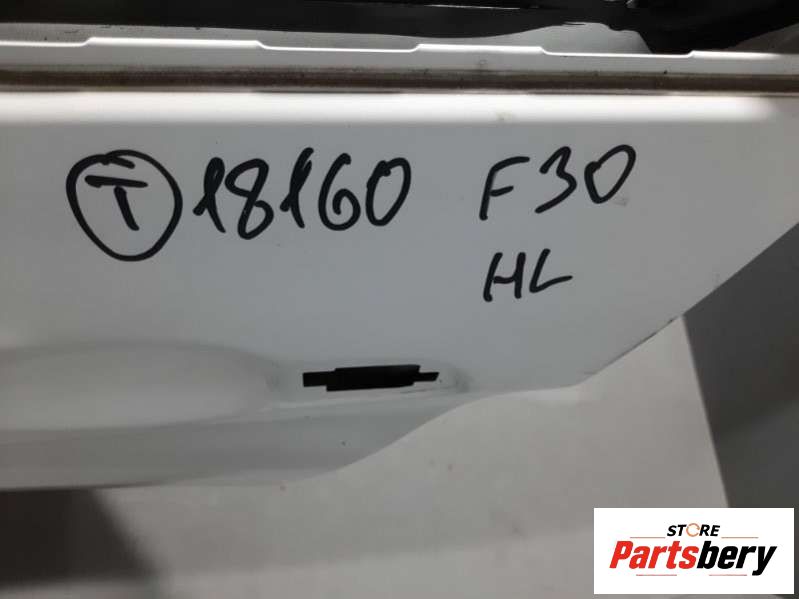 T 18160 F30
HL
STORE
Partsbery